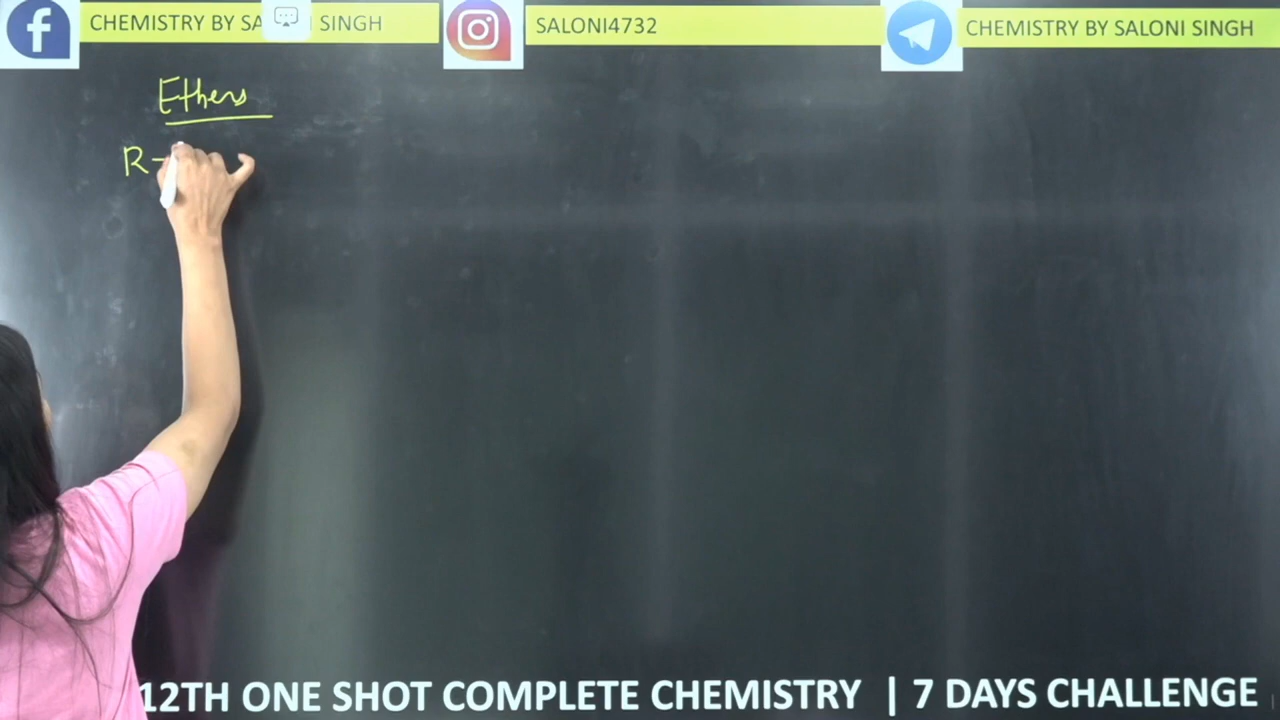 CHEMISTRY BY SA SINGH
SALONI4732
CHEMISTRY BY SALONI SINGH
Ethers
R-
12TH ONE SHOT COMPLETE CHEMISTRY | 7 DAYS CHALLENGE